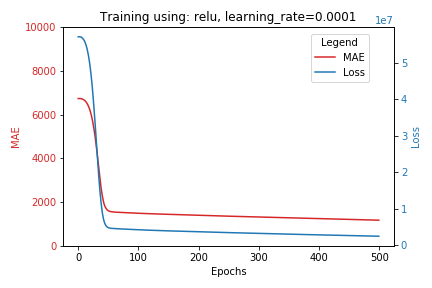 Training using: relu, learning_rate=0.0001
1e7
10000
8000
6000
4000
2000
0
MAE
Legend
MAE
Loss
5
4
3
2
1
0
Loss
0
100
200
300
400
500
Epochs